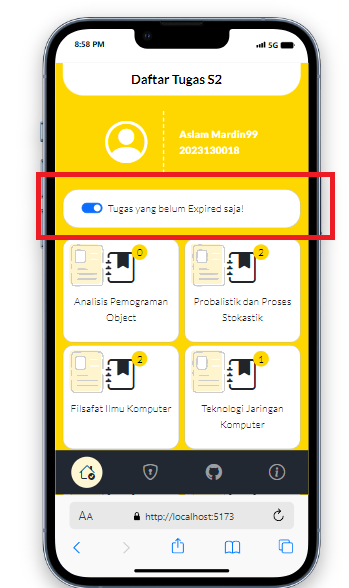 8:58 PM
5G
Daftar Tugas S2
Aslam Mardin99
2023130018
Tugas yang belum Expired saja!
0
2
Analisis Pemograman
Object
Probalistik dan Proses
Stokastik
2
1
Filsafat Ilmu Komputer
Teknologi Jaringan
Komputer
AA
http://localhost:5173